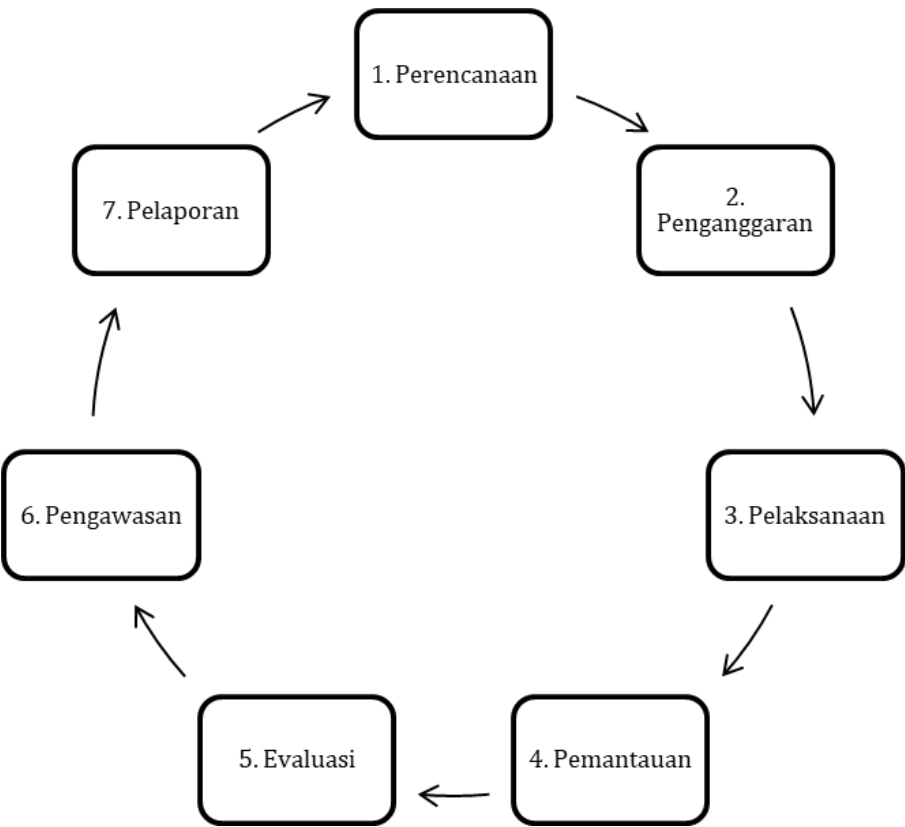 1. Perencanaan
2.
Penganggaran
3. Pelaksanaan
4. Pemantauan
5. Evaluasi
6. Pengawasan
7. Pelaporan